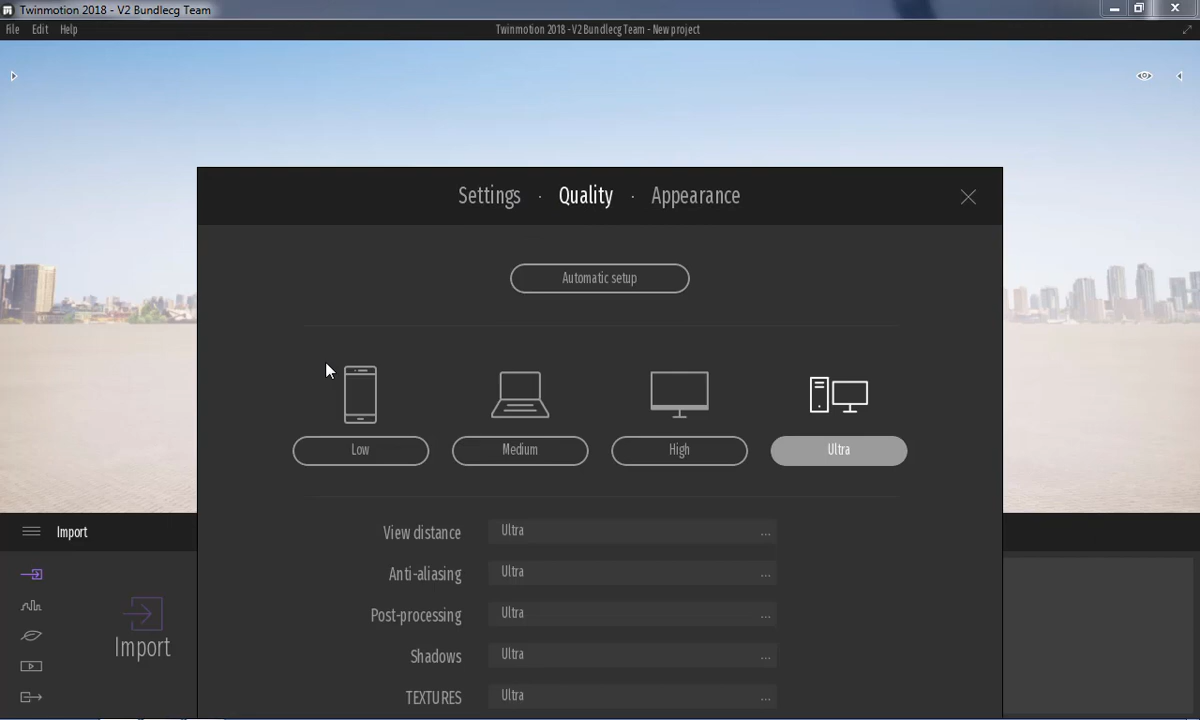 Twinmotion 2018 - V2 Bundlecg Team
File Edit Help
Twinmotion 2018 - V2 Bundlecg Team - New project
Settings · Quality · Appearance
Automatic setup
Low Medium High Ultra
Import
View distance Ultra ...
Anti-aliasing Ultra ...
Post-processing Ultra ...
Import
Shadows Ultra ...
TEXTURES Ultra ...